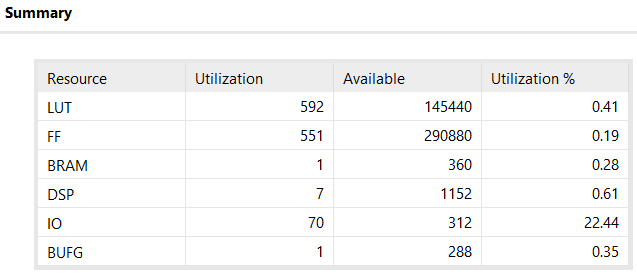 Summary
Resource Utilization Available Utilization %
LUT 592 145440 0.41
FF 551 290880 0.19
BRAM 1 360 0.28
DSP 7 1152 0.61
IO 70 312 22.44
BUFG 1 288 0.35